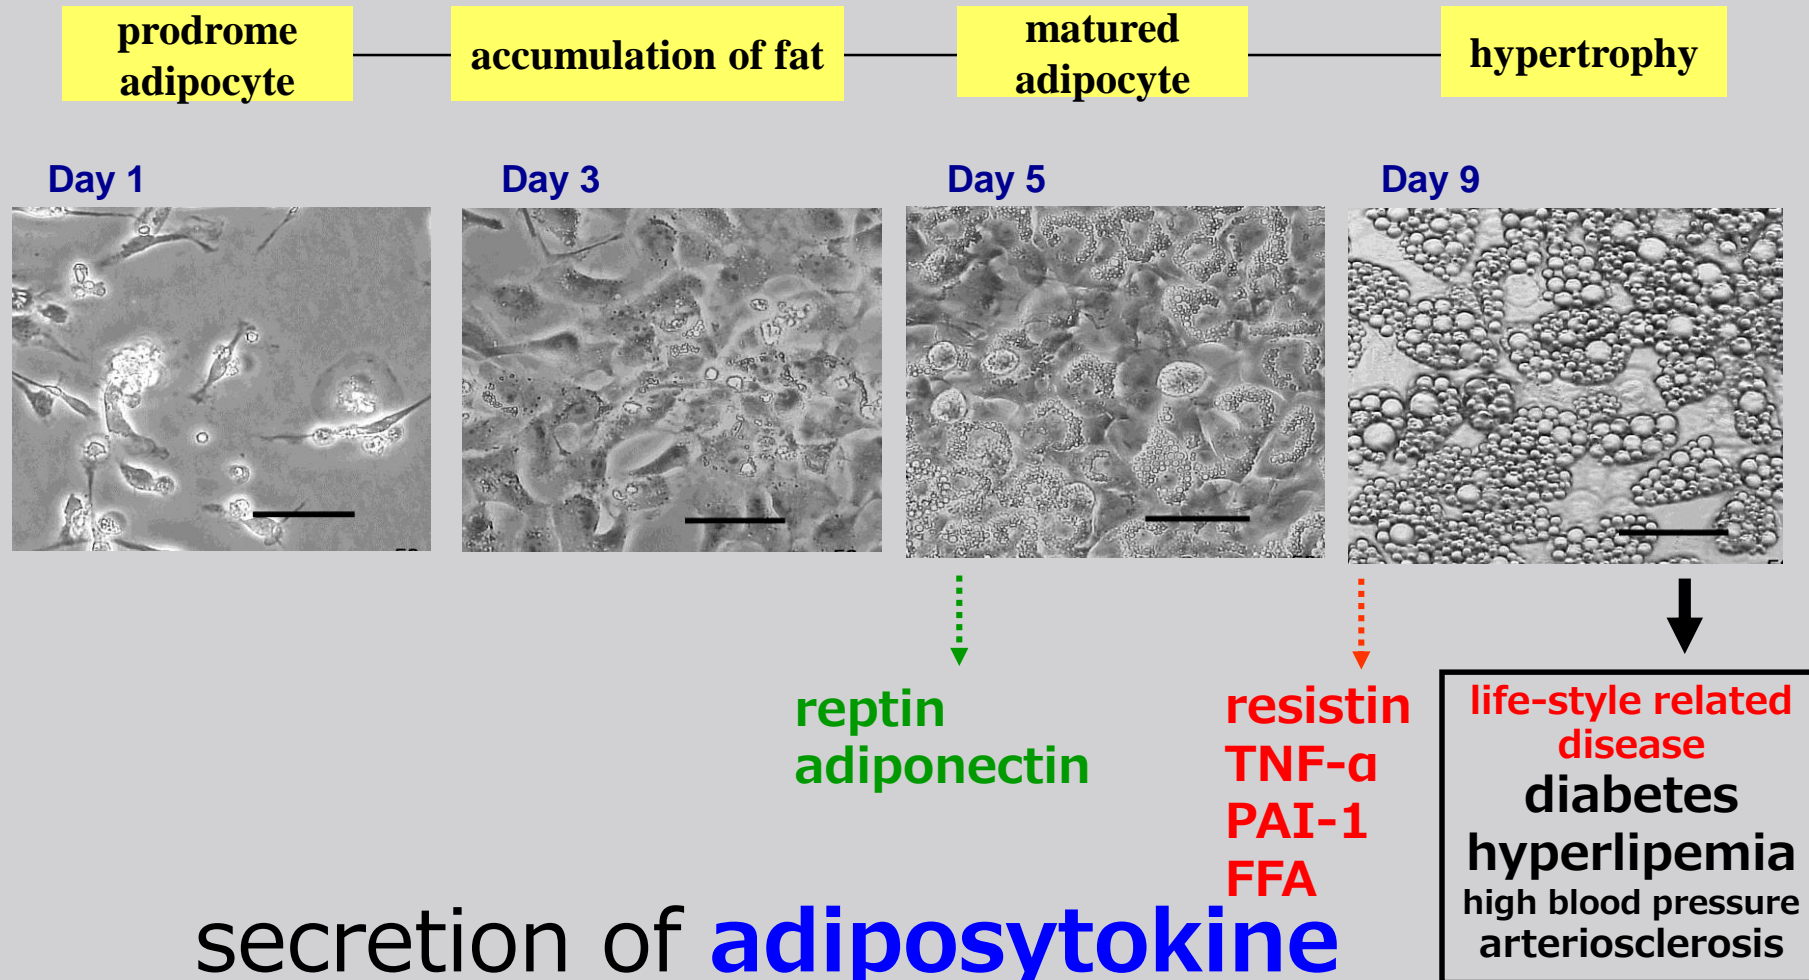 prodrome
adipocyte
accumulation of fat
matured
adipocyte
hypertrophy
Day 1
Day 3
Day 5
Day 9
reptin
adiponectin
resistin
TNF-α
PAI-1
FFA
life-style related
disease
diabetes
hyperlipemia
high blood pressure
arteriosclerosis
secretion of adiposytokine